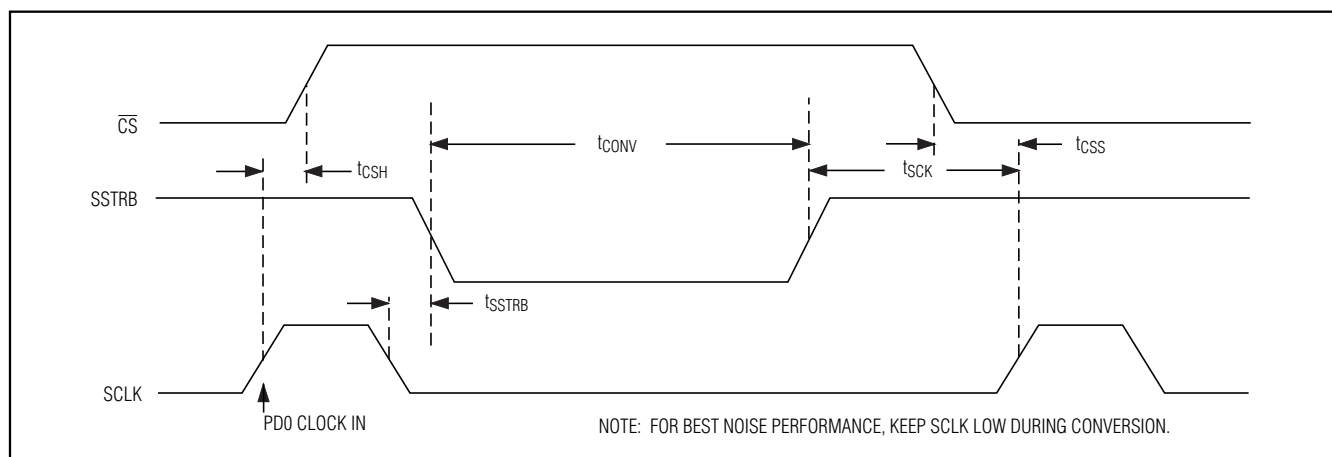 CS
tCONV
tCSS
tCSH
tSCK
SSTRB
tSSTRB
SCLK
PD0 CLOCK IN
NOTE: FOR BEST NOISE PERFORMANCE, KEEP SCLK LOW DURING CONVERSION.